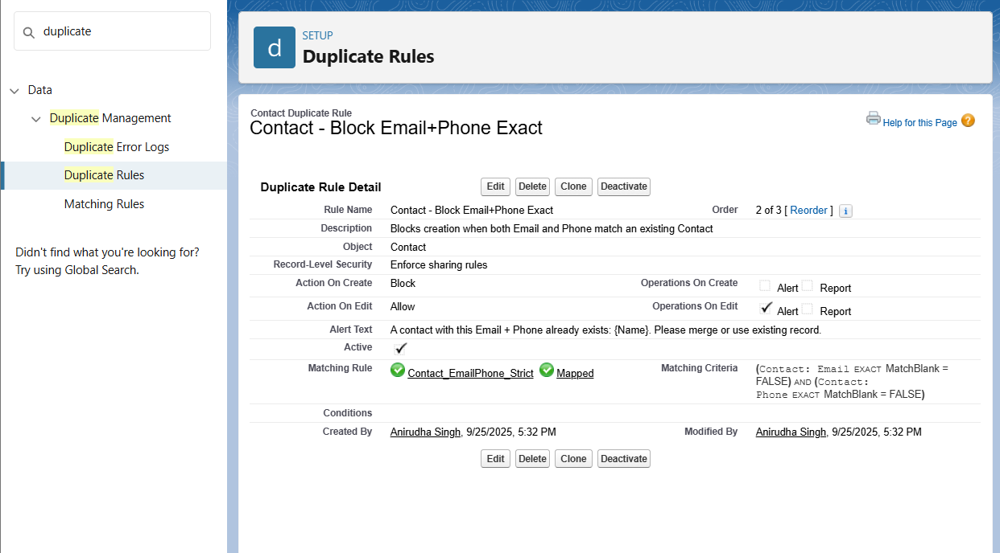 duplicate
Data
Duplicate Management
Duplicate Error Logs
Duplicate Rules
Matching Rules
Didn't find what you're looking for?
Try using Global Search.
d
SETUP
Duplicate Rules
Contact Duplicate Rule
Contact - Block Email+Phone Exact
Help for this Page ?
Duplicate Rule Detail Edit Delete Clone Deactivate
Rule Name Contact - Block Email+Phone Exact Order 2 of 3 [ Reorder ] i
Description Blocks creation when both Email and Phone match an existing Contact
Object Contact
Record-Level Security Enforce sharing rules
Action On Create Block Operations On Create Alert Report
Action On Edit Allow Operations On Edit Alert Report
Alert Text A contact with this Email + Phone already exists: {Name}. Please merge or use existing record.
Active
Matching Rule Contact_EmailPhone_Strict Mapped Matching Criteria (Contact: Email EXACT MatchBlank =
FALSE) AND (Contact:
Phone EXACT MatchBlank = FALSE)
Conditions
Created By Anirudha Singh, 9/25/2025, 5:32 PM Modified By Anirudha Singh, 9/25/2025, 5:32 PM
Edit Delete Clone Deactivate